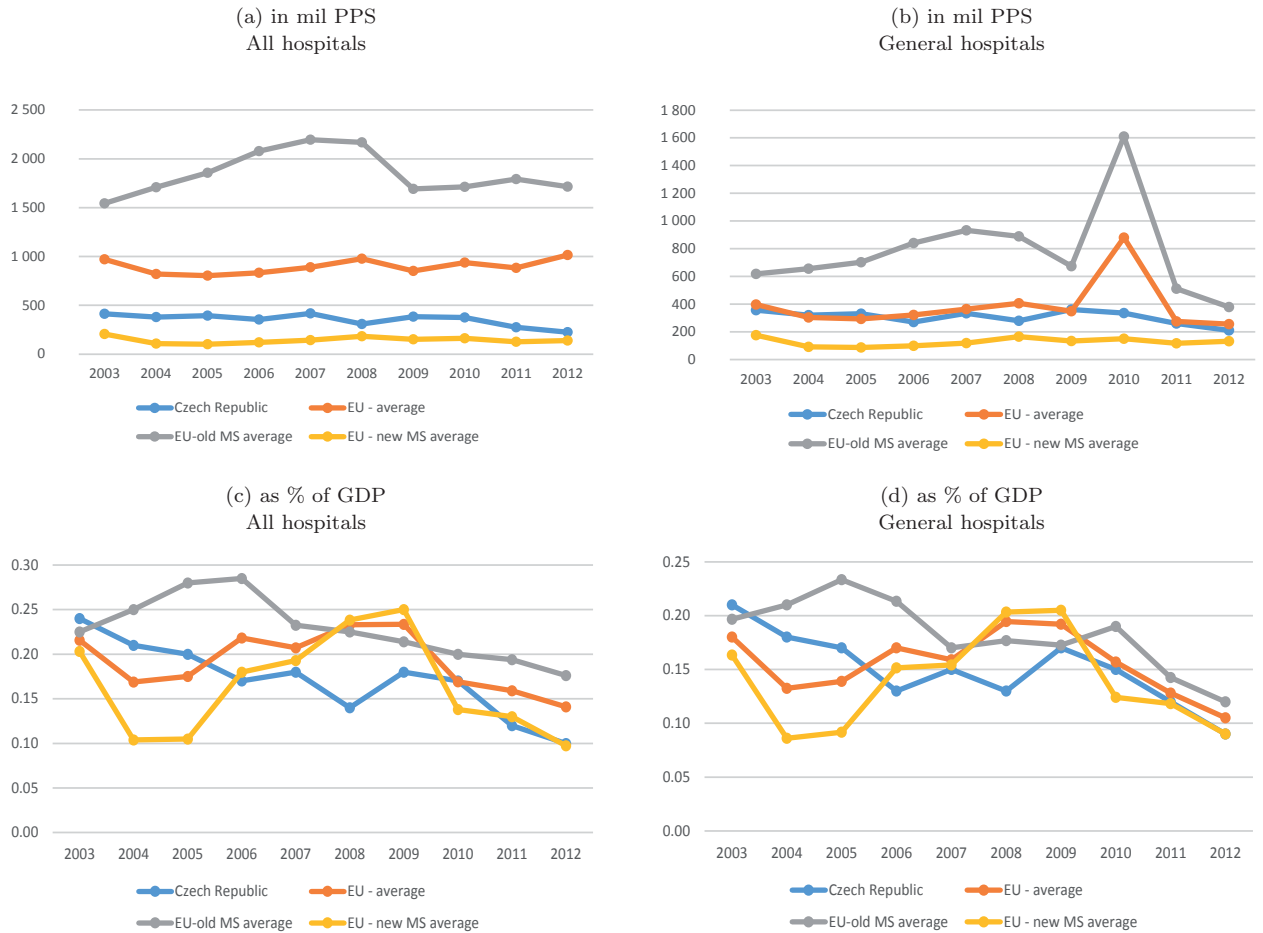 (a) in mil PPS
All hospitals
2 500
2 000
1 500
1 000
500
0
2003 2004 2005 2006 2007 2008 2009 2010 2011 2012
Czech Republic EU - average
EU-old MS average EU - new MS average
(b) in mil PPS
General hospitals
1 800
1 600
1 400
1 200
1 000
800
600
400
200
0
2003 2004 2005 2006 2007 2008 2009 2010 2011 2012
Czech Republic EU - average
EU-old MS average EU - new MS average
(c) as % of GDP
All hospitals
0.30
0.25
0.20
0.15
0.10
0.05
0.00
2003 2004 2005 2006 2007 2008 2009 2010 2011 2012
Czech Republic EU - average
EU-old MS average EU - new MS average
(d) as % of GDP
General hospitals
0.25
0.20
0.15
0.10
0.05
0.00
2003 2004 2005 2006 2007 2008 2009 2010 2011 2012
Czech Republic EU - average
EU-old MS average EU - new MS average